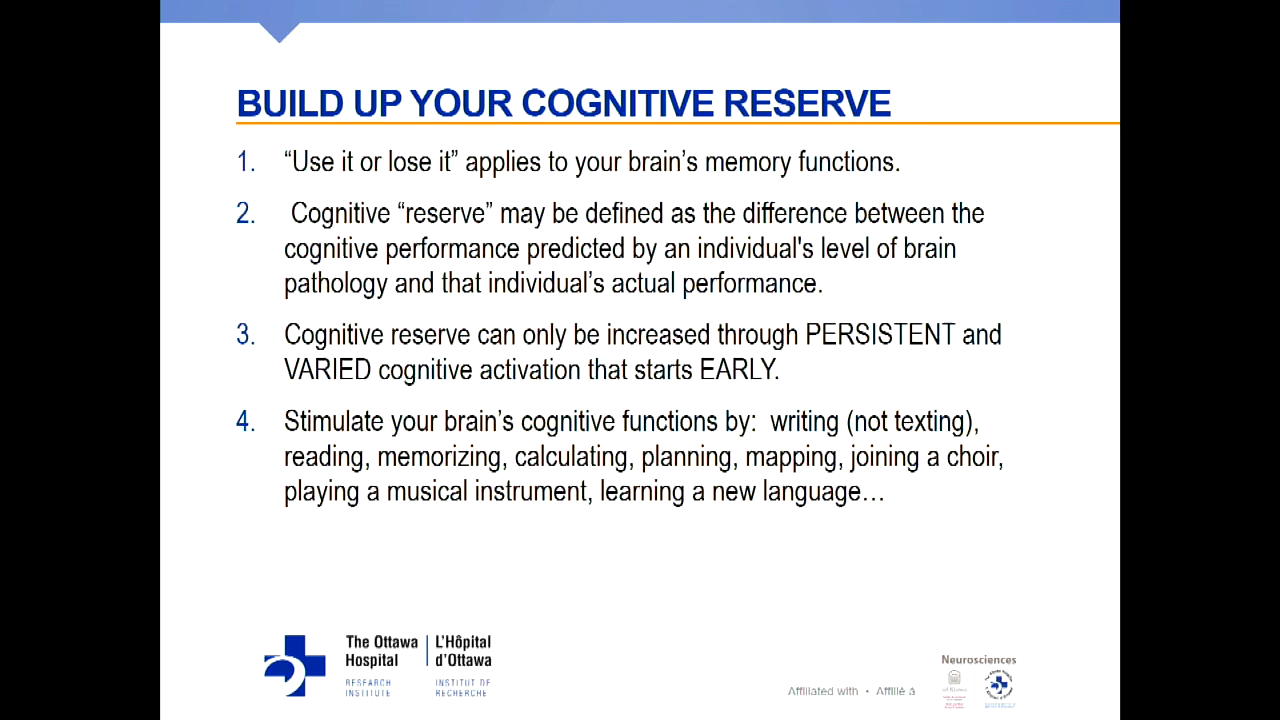 BUILD UP YOUR COGNITIVE RESERVE
1. “Use it or lose it” applies to your brain’s memory functions.
2. Cognitive “reserve” may be defined as the difference between the
cognitive performance predicted by an individual's level of brain
pathology and that individual’s actual performance.
3. Cognitive reserve can only be increased through PERSISTENT and
VARIED cognitive activation that starts EARLY.
4. Stimulate your brain’s cognitive functions by:  writing (not texting),
reading, memorizing, calculating, planning, mapping, joining a choir,
playing a musical instrument, learning a new language…
The Ottawa
Hospital
RESEARCH
INSTITUTE
L’Hôpital
d’Ottawa
INSTITUT DE
RECHERCHE
Neurosciences
Affiliated with • Affilié à